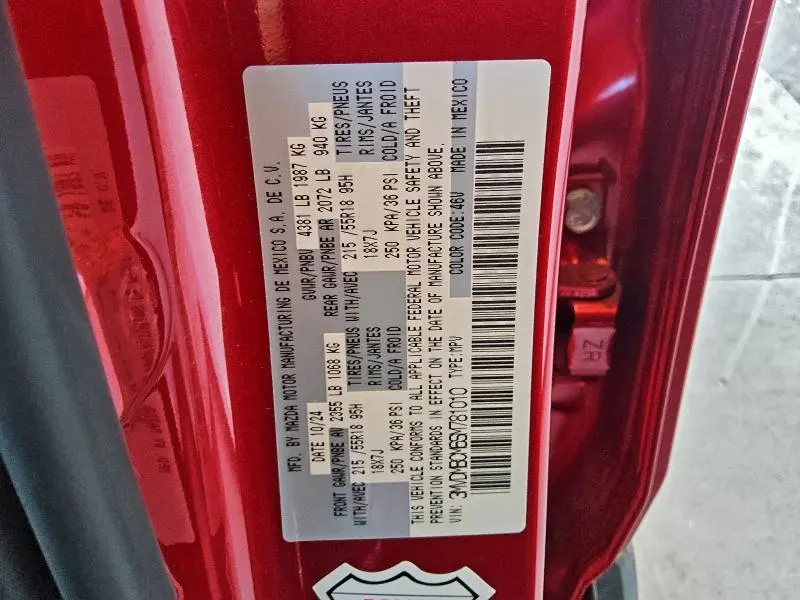 MFD. BY MAZDA MOTOR MANUFACTURING DE MEXICO S.A. DE C.V.
DATE 10/24 GVWR/PNBV 4381 LB 1987 KG
FRONT GAWR/PNBE AV 2355 LB 1068 KG REAR GAWR/PNBE AR 2072 LB 940 KG
WITH/AVEC 215 /55R18 95H TIRES/PNEUS WITH/AVEC 215 /55R18 95H TIRES/PNEUS
18X7J RIMS/JANTES 18X7J RIMS/JANTES
250 KPA/36 PSI COLD/A FROID 250 KPA/36 PSI COLD/A FROID
THIS VEHICLE CONFORMS TO ALL APPLICABLE FEDERAL MOTOR VEHICLE SAFETY AND THEFT
PREVENTION STANDARDS IN EFFECT ON THE DATE OF MANUFACTURE SHOWN ABOVE.
VIN: 3MVDMBCM6SM781010 TYPE:MPV COLOR CODE:46V MADE IN MEXICO
ZR